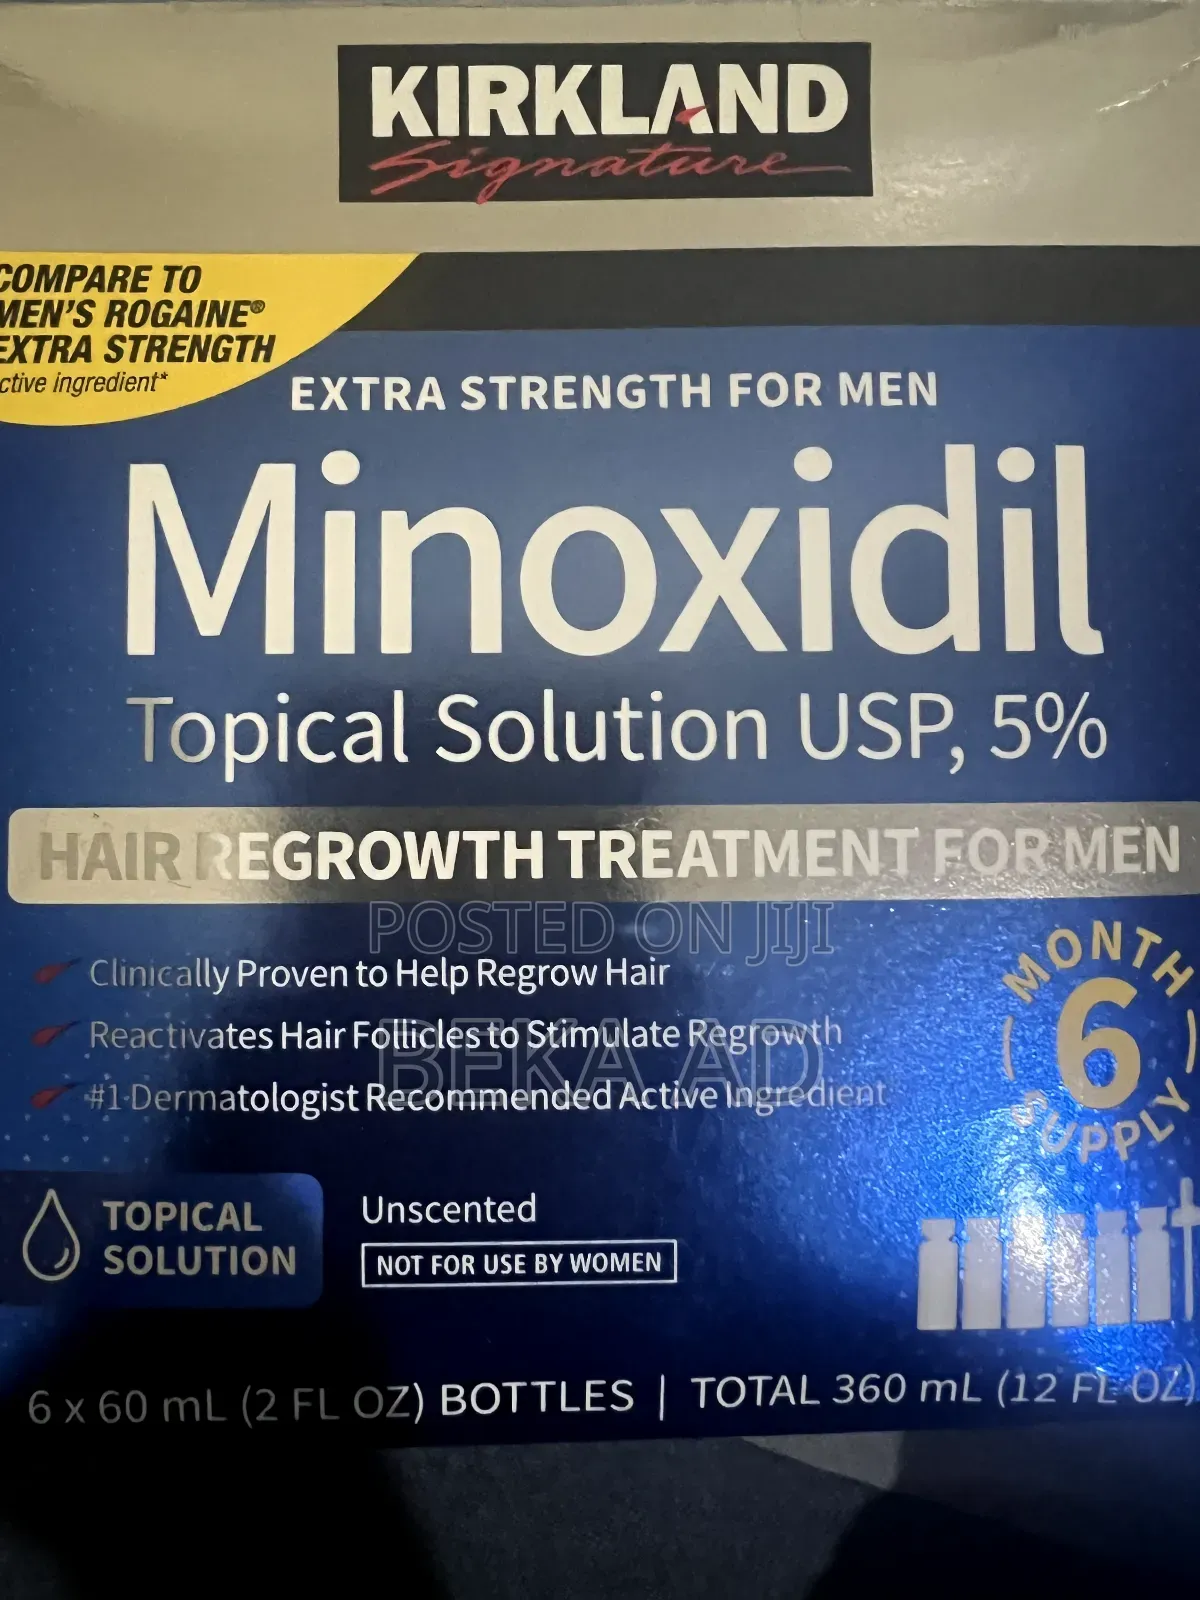 KIRKLAND
Signature
COMPARE TO
MEN'S ROGAINE®
EXTRA STRENGTH
ctive ingredient*
EXTRA STRENGTH FOR MEN
Minoxidil
Topical Solution USP, 5%
HAIR REGROWTH TREATMENT FOR MEN
POSTED ON JIJI
Clinically Proven to Help Regrow Hair
Reactivates Hair Follicles to Stimulate Regrowth
BEKA AD
#1-Dermatologist Recommended Active Ingredient
MONTH
6
SUPPLY
TOPICAL
SOLUTION
Unscented
NOT FOR USE BY WOMEN
6 x 60 mL (2 FL OZ) BOTTLES | TOTAL 360 mL (12 FL OZ)